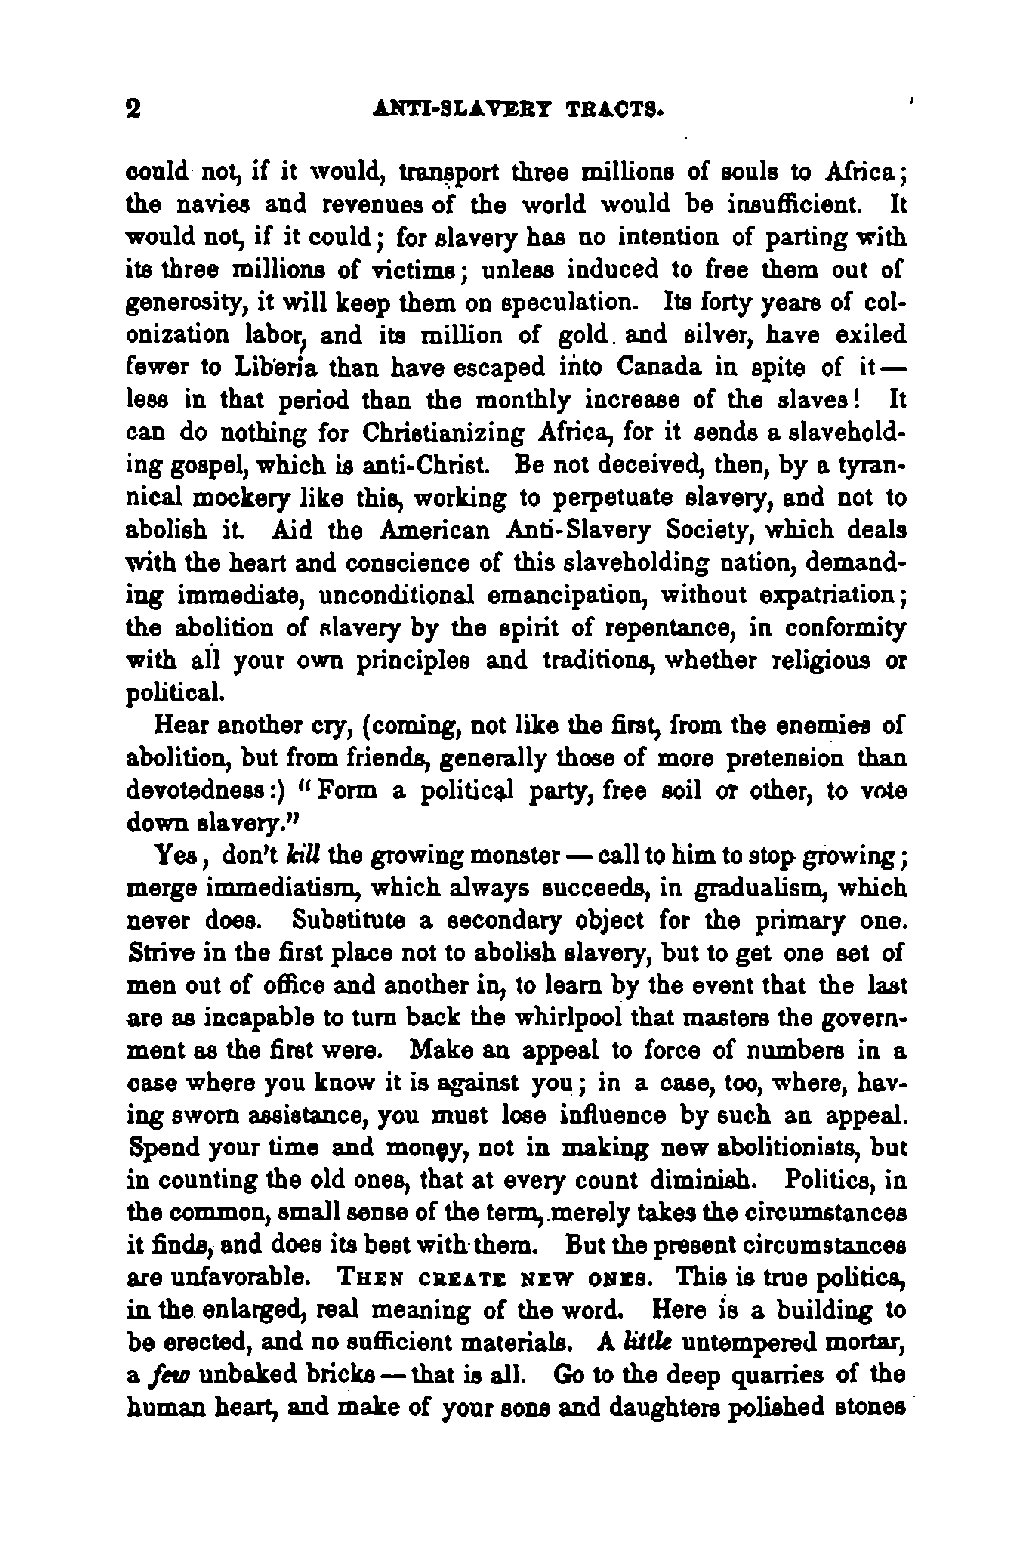 2 ANTI-SLAVERY TRACTS.
could not, if it would, transport three millions of souls to Africa;
the navies and revenues of the world would be insufficient. It
would not, if it could; for slavery has no intention of parting with
its three millions of victims; unless induced to free them out of
generosity, it will keep them on speculation. Its forty years of col-
onization labor, and its million of gold and silver, have exiled
fewer to Liberia than have escaped into Canada in spite of it—
less in that period than the monthly increase of the slaves! It
can do nothing for Christianizing Africa, for it sends a slavehold-
ing gospel, which is anti-Christ. Be not deceived, then, by a tyran-
nical mockery like this, working to perpetuate slavery, and not to
abolish it. Aid the American Anti-Slavery Society, which deals
with the heart and conscience of this slaveholding nation, demand-
ing immediate, unconditional emancipation, without expatriation;
the abolition of slavery by the spirit of repentance, in conformity
with all your own principles and traditions, whether religious or
political.
Hear another cry, (coming, not like the first, from the enemies of
abolition, but from friends, generally those of more pretension than
devotedness:) "Form a political party, free soil or other, to vote
down slavery."
Yes, don't kill the growing monster—call to him to stop growing;
merge immediatism, which always succeeds, in gradualism, which
never does. Substitute a secondary object for the primary one.
Strive in the first place not to abolish slavery, but to get one set of
men out of office and another in, to learn by the event that the last
are as incapable to turn back the whirlpool that masters the govern-
ment as the first were. Make an appeal to force of numbers in a
case where you know it is against you; in a case, too, where, hav-
ing sworn assistance, you must lose influence by such an appeal.
Spend your time and money, not in making new abolitionists, but
in counting the old ones, that at every count diminish. Politics, in
the common, small sense of the term, merely takes the circumstances
it finds, and does its best with them. But the present circumstances
are unfavorable. THEN CREATE NEW ONES. This is true politics,
in the enlarged, real meaning of the word. Here is a building to
be erected, and no sufficient materials. A little untempered mortar,
a few unbaked bricks—that is all. Go to the deep quarries of the
human heart, and make of your sons and daughters polished stones